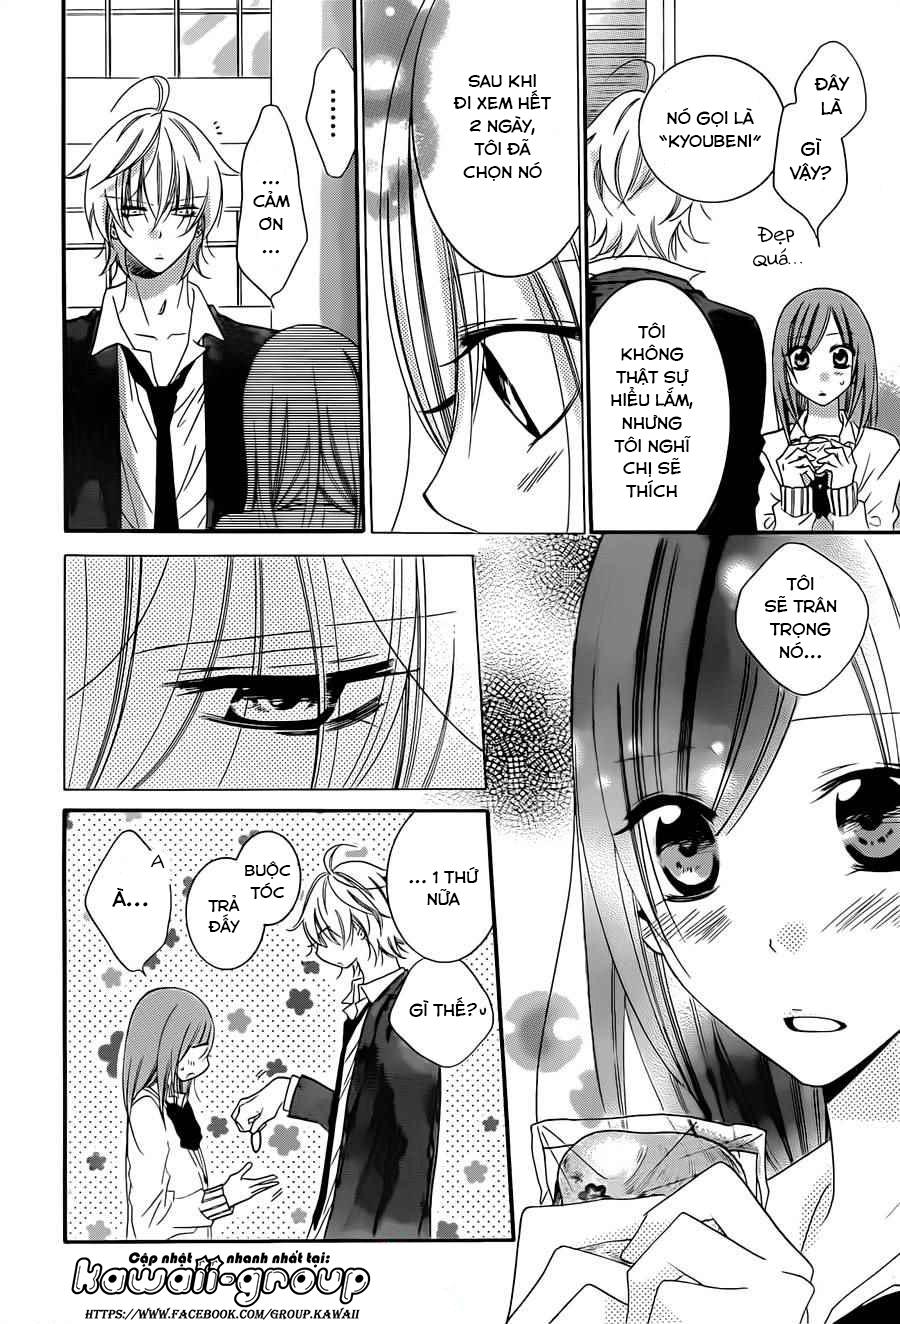 ĐÂY
LÀ
GÌ
VẬY?
NÓ GỌI LÀ
"KYOUBENI"
Đẹp
quá...
TÔI
KHÔNG
THẬT SỰ
HIỂU LẮM,
NHƯNG
TÔI NGHĨ
CHỊ SẼ
THÍCH
SAU KHI
ĐI XEM HẾT
2 NGÀY,
TÔI ĐÃ
CHỌN NÓ
...
CẢM
ƠN
...
TÔI
SẼ TRÂN
TRỌNG
NÓ...
... 1 THỨ
NỮA
GÌ THẾ?
BUỘC
TÓC
TRẢ
ĐẤY
A
À...
Cập nhật nhanh nhất tại:
kawaii-group
HTTPS://WWW.FACEBOOK.COM/GROUP.KAWAII